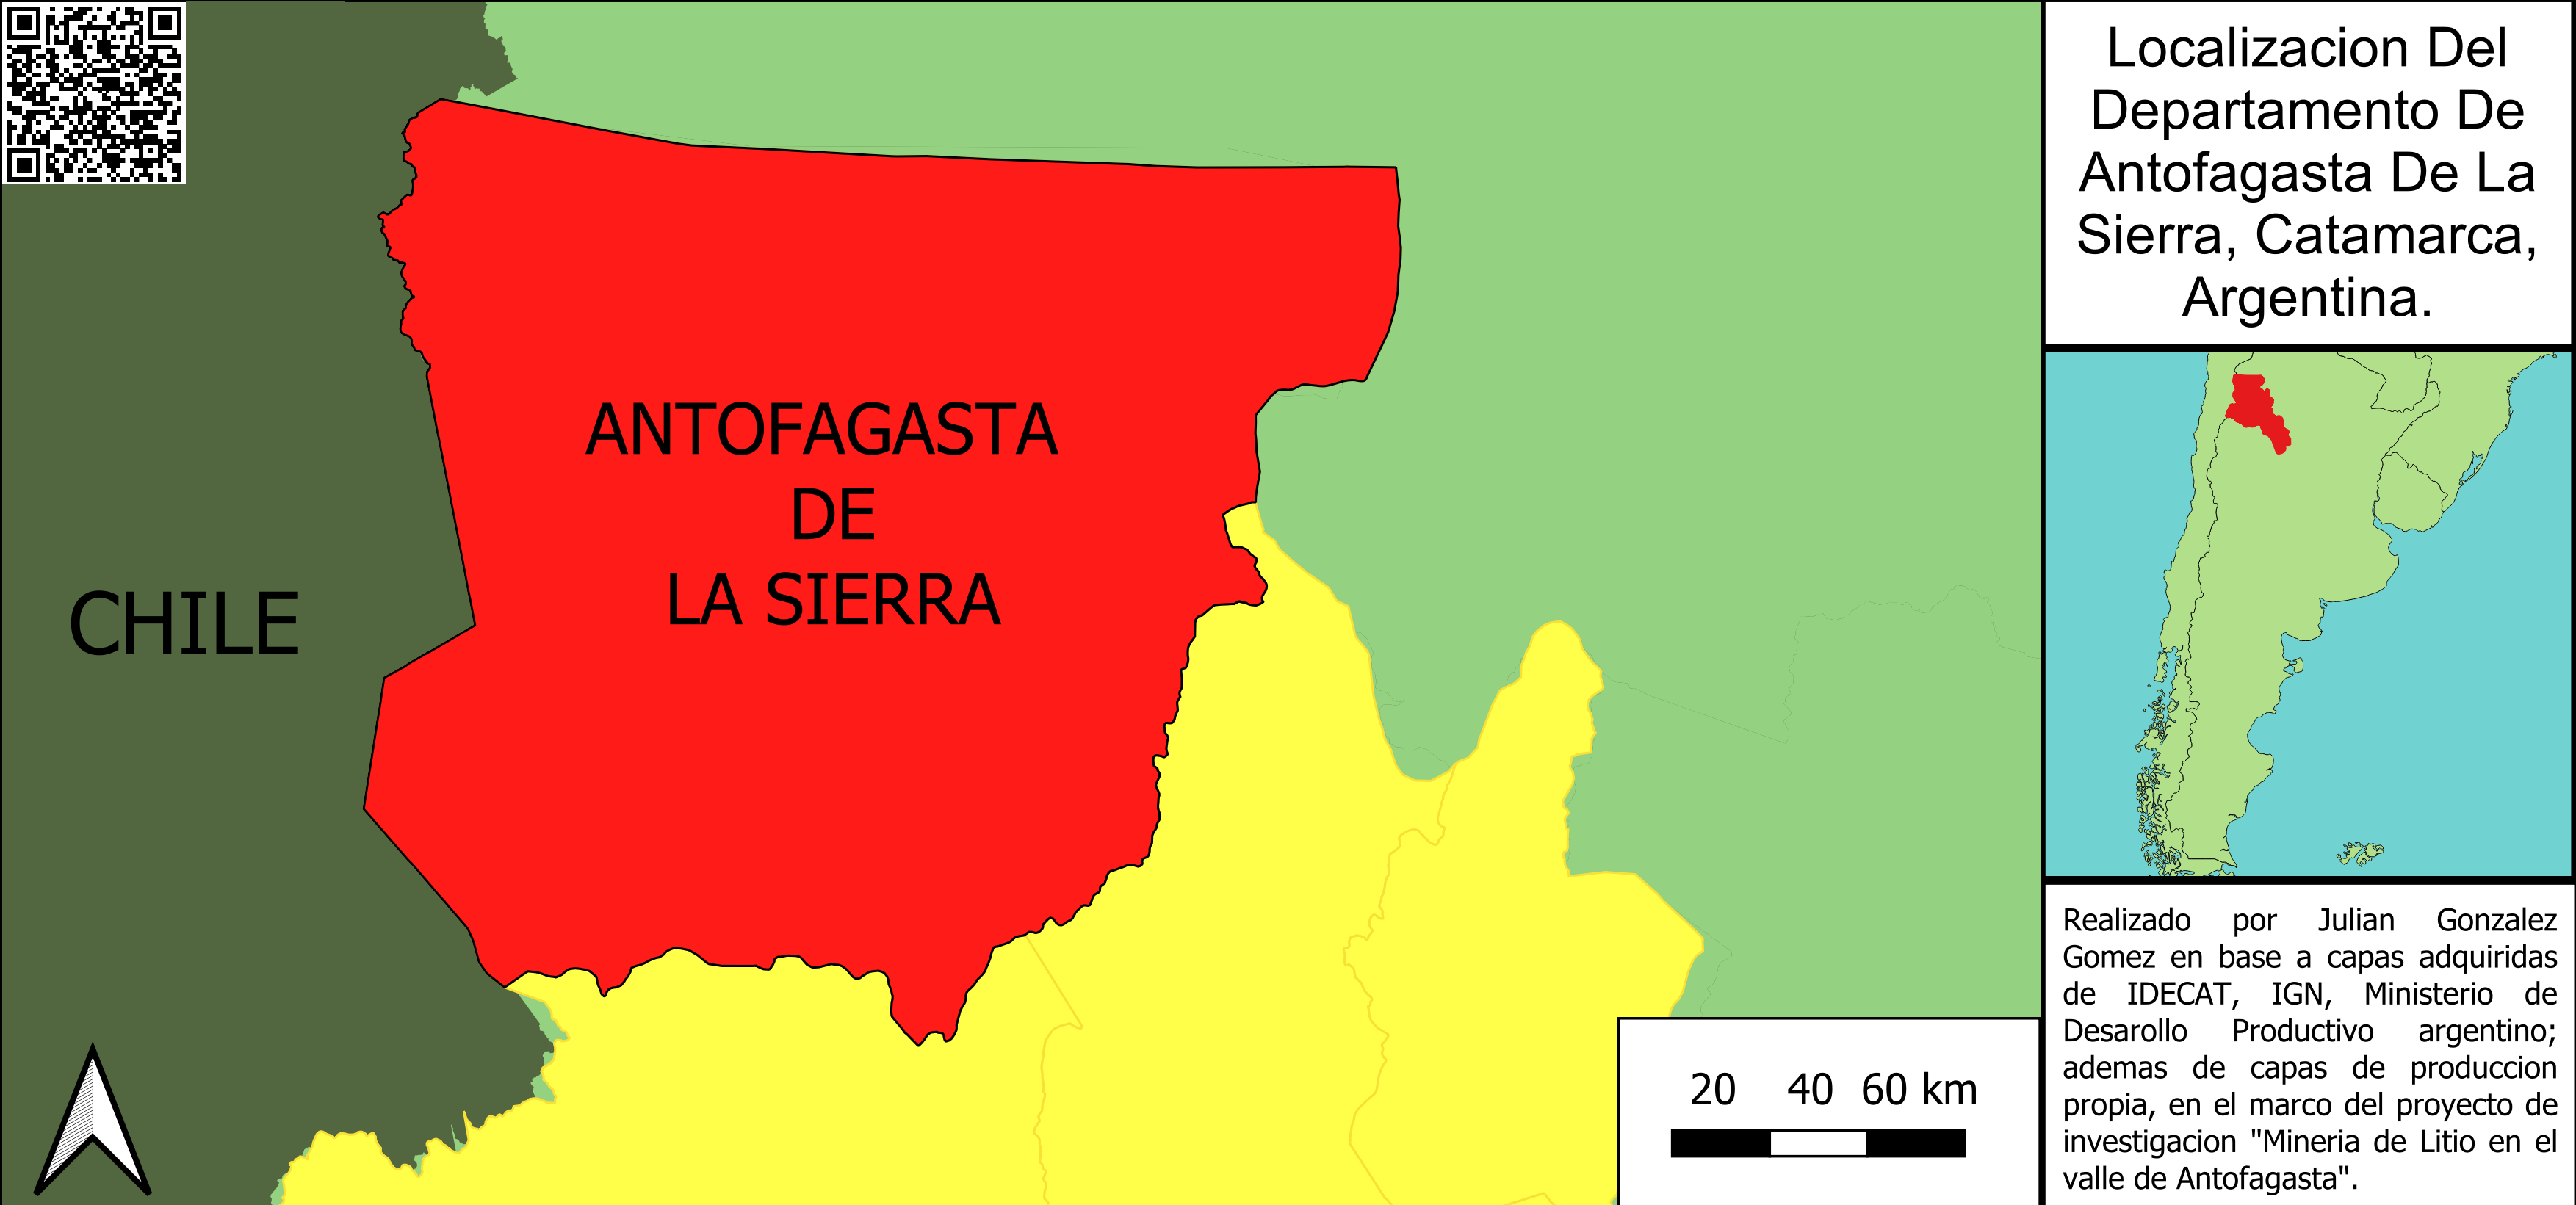 Localizacion Del
Departamento De
Antofagasta De La
Sierra, Catamarca,
Argentina.
ANTOFAGASTA
DE
LA SIERRA
CHILE
20 40 60 km
Realizado por Julian Gonzalez
Gomez en base a capas adquiridas
de IDECAT, IGN, Ministerio de
Desarollo Productivo argentino;
ademas de capas de produccion
propia, en el marco del proyecto de
investigacion "Mineria de Litio en el
valle de Antofagasta".